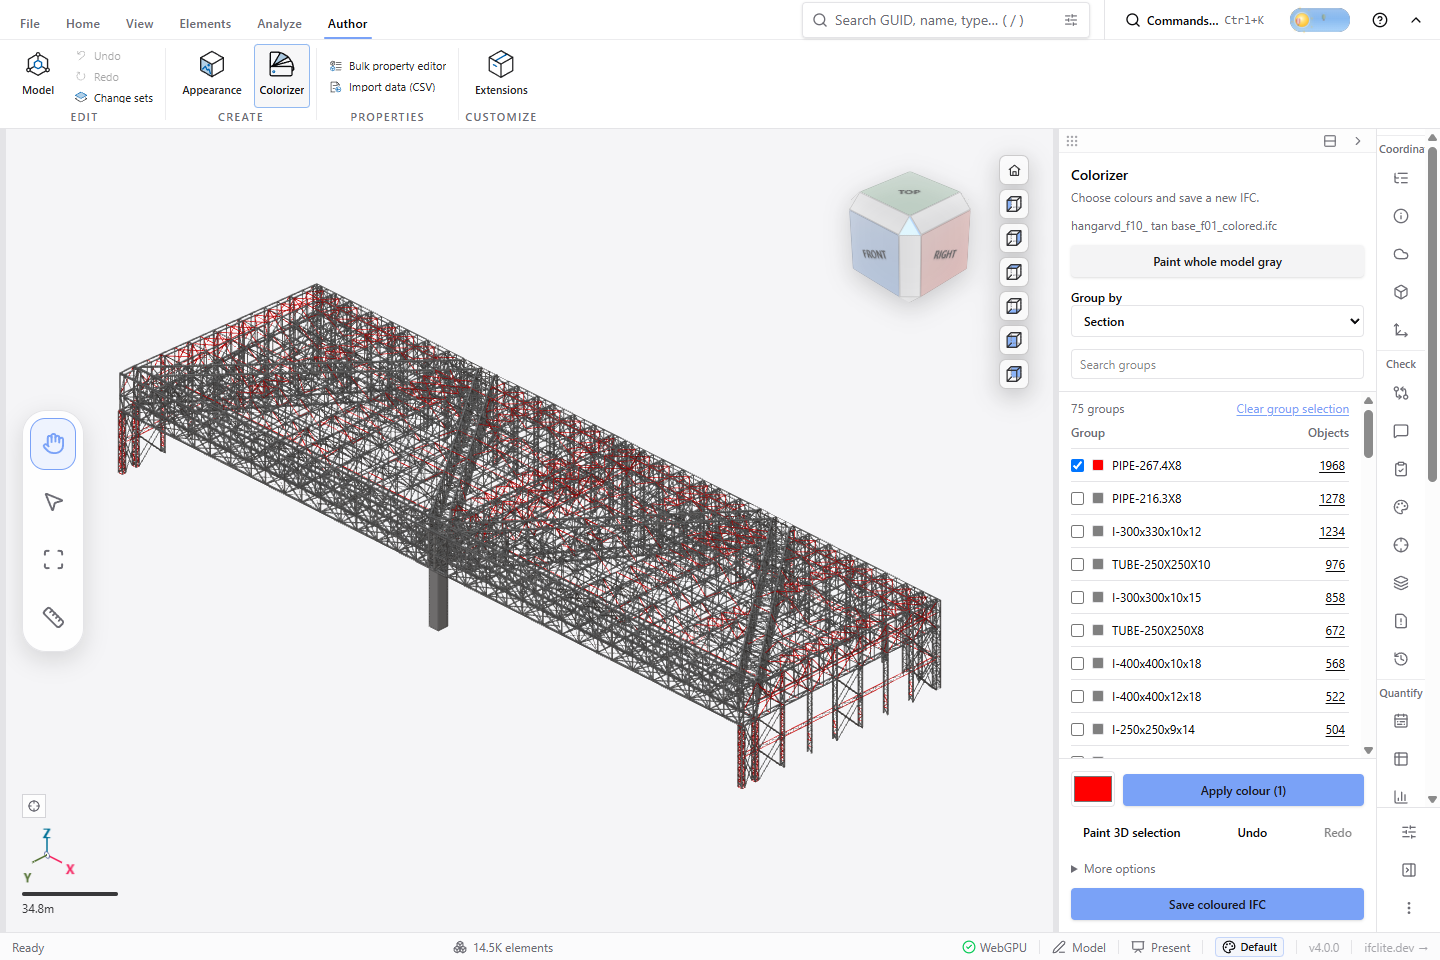 File
Home
View
Elements
Analyze
Author
Search GUID, name, type... ( / )
Commands... Ctrl+K
Model
Undo
Redo
Change sets
EDIT
Appearance
Colorizer
CREATE
Bulk property editor
Import data (CSV)
PROPERTIES
Extensions
CUSTOMIZE
TOP
FRONT
RIGHT
Z
X
Y
34.8m
Colorizer
Choose colours and save a new IFC.
hangarvd_f10_ tan base_f01_colored.ifc
Paint whole model gray
Group by
Section
Search groups
75 groups
Clear group selection
Group Objects
PIPE-267.4X8 1968
PIPE-216.3X8 1278
I-300x330x10x12 1234
TUBE-250X250X10 976
I-300x300x10x15 858
TUBE-250X250X8 672
I-400x400x10x18 568
I-400x400x12x18 522
I-250x250x9x14 504
Apply colour (1)
Paint 3D selection
Undo
Redo
More options
Save coloured IFC
Coordina
Check
Quantify
Ready
14.5K elements
WebGPU
Model
Present
Default
v4.0.0
ifclite.dev →